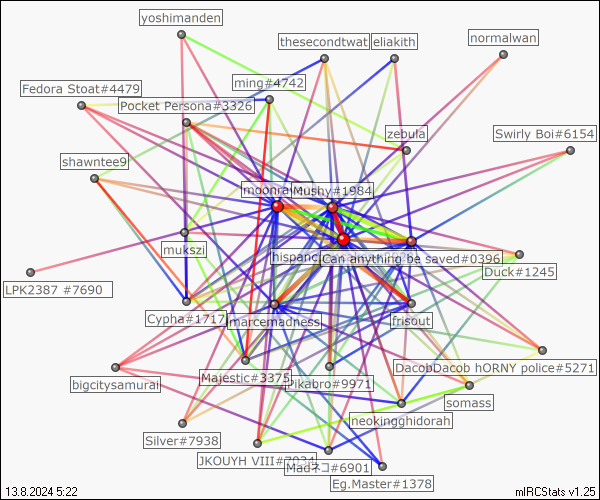 yoshimanden
thesecondtwat
eliakith
normalwan
ming#4742
Fedora Stoat#4479
Pocket Persona#3326
zebula
Swirly Boi#6154
shawntee9
Mushy#1984
mukszi
Can anything be saved#0396
Duck#1245
LPK2387 #7690
Cypha#1717
marcemadness
frisout
DacobDacob hORNY police#5271
Majestic#3375
Pikabro#9971
bigcitysamurai
somass
neokingghidorah
Silver#7938
JKOUYH VIII
Madネコ#6901
Eg.Master#1378
13.8.2024 5:22
mIRCStats v1.25